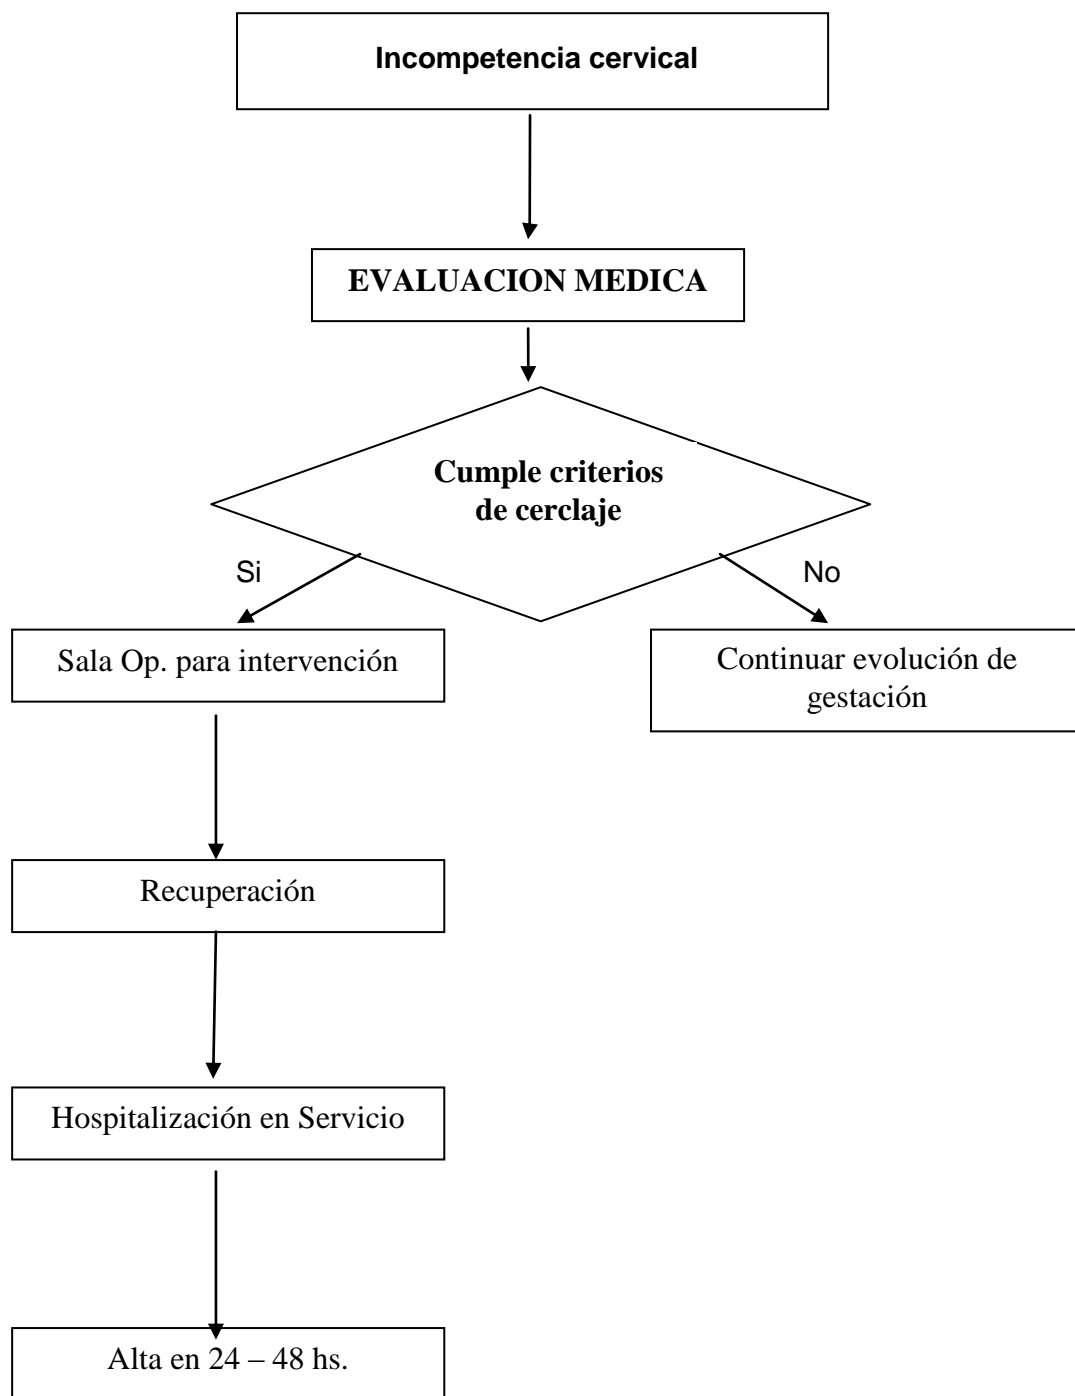 Incompetencia cervical
EVALUACION MEDICA
Cumple criterios
de cerclaje
Si
No
Sala Op. para intervención
Continuar evolución de
gestación
Recuperación
Hospitalización en Servicio
Alta en 24 – 48 hs.